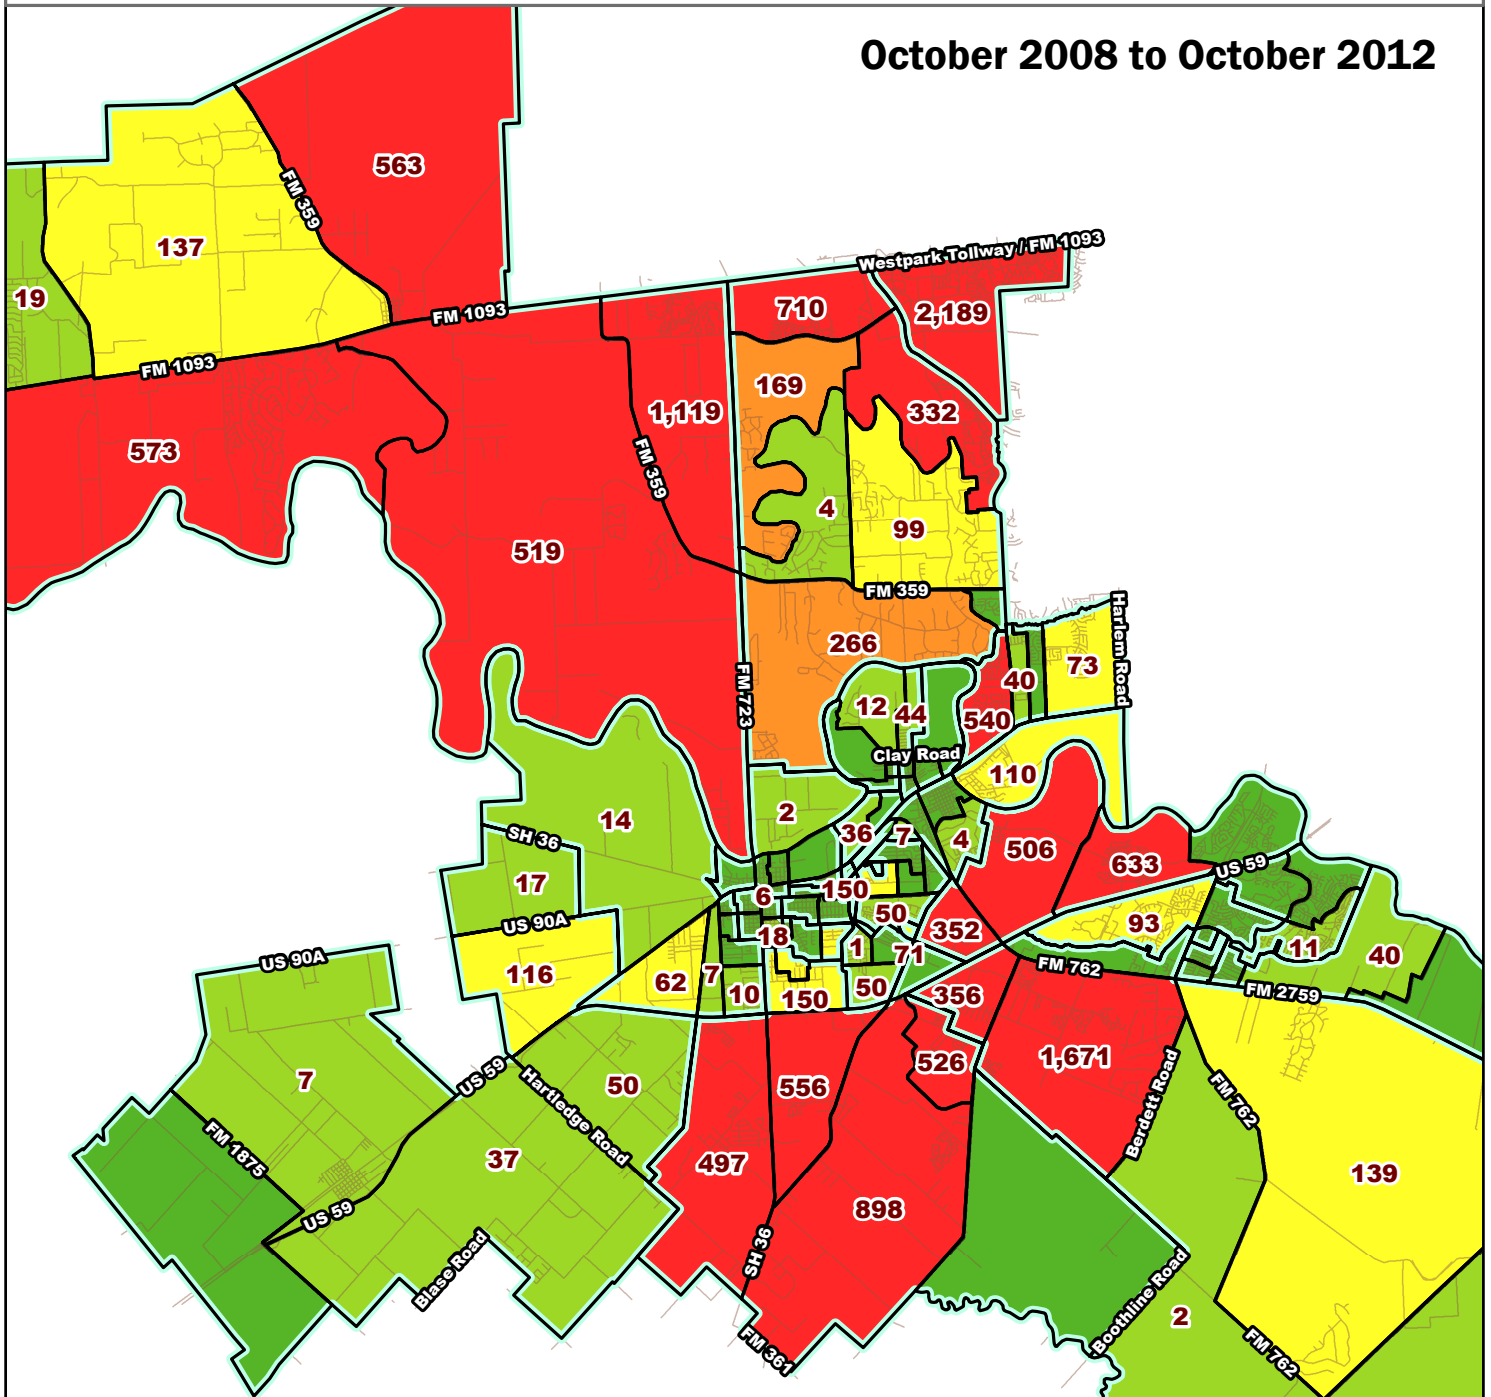 October 2008 to October 2012
563
FM 359
137
19
FM 1093
FM 1093
Westpark Tollway / FM 1093
710
2,189
169
1,119
332
573
FM 359
4
99
519
FM 359
Harlem Road
266
73
40
FM 723
12
44
540
Clay Road
110
2
14
36
7
4
SH 36
506
633
US 59
17
150
6
50
93
US 90A
352
18
1
71
11
40
US 90A
116
62
7
10
150
50
356
FM 762
FM 2759
526
1,671
556
US 59
7
50
Hartledge Road
Berdett Road
FM 762
FM 1875
37
497
139
898
US 59
SH 36
Blase Road
Boothline Road
2
FM 361
FM 762